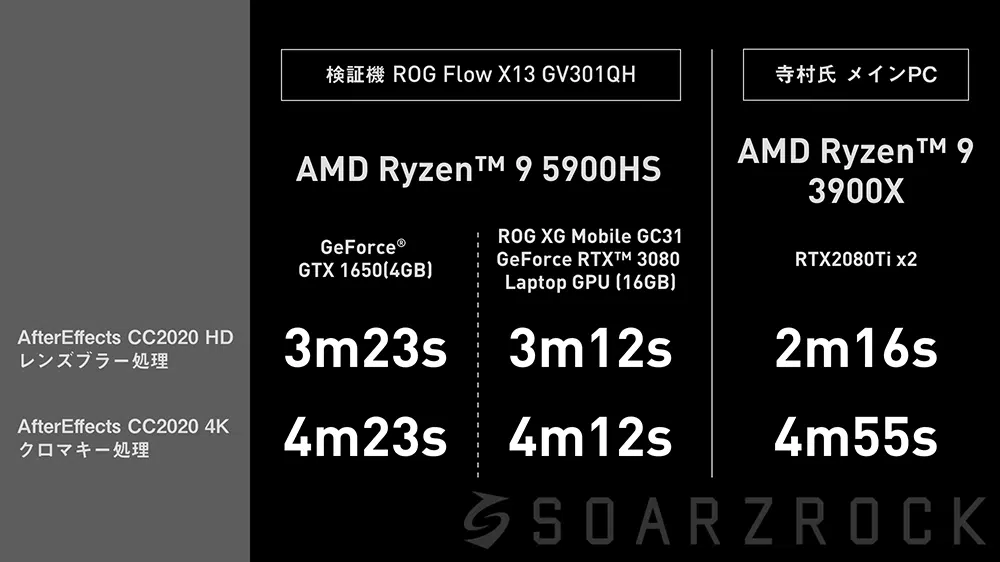 検証機 ROG Flow X13 GV301QH
寺村氏 メインPC
AMD Ryzen™ 9 5900HS
AMD Ryzen™ 9
3900X
GeForce®
GTX 1650(4GB)
ROG XG Mobile GC31
GeForce RTX™ 3080
Laptop GPU (16GB)
RTX2080Ti x2
AfterEffects CC2020 HD
レンズブラー処理
3m23s
3m12s
2m16s
AfterEffects CC2020 4K
クロマキー処理
4m23s
4m12s
4m55s
SOARZROCK